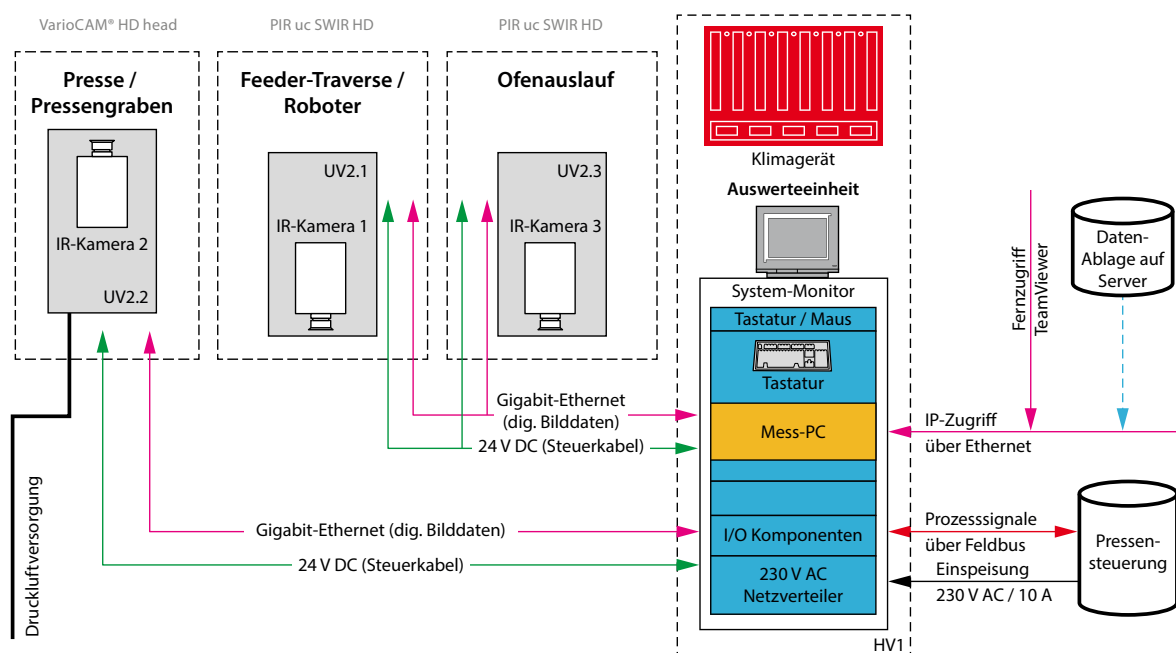 VarioCAM® HD head
PIR uc SWIR HD
PIR uc SWIR HD
Presse /
Pressengraben
UV2.2
IR-Kamera 2
Feeder-Traverse /
Roboter
UV2.1
IR-Kamera 1
Ofenauslauf
UV2.3
IR-Kamera 3
Klimagerät
Auswerteeinheit
System-Monitor
Tastatur / Maus
Tastatur
Mess-PC
I/O Komponenten
230 V AC
Netzverteiler
HV1
Gigabit-Ethernet
(dig. Bilddaten)
24 V DC (Steuerkabel)
Gigabit-Ethernet (dig. Bilddaten)
24 V DC (Steuerkabel)
Druckluftversorgung
Fernzugriff
TeamViewer
Daten-
Ablage auf
Server
IP-Zugriff
über Ethernet
Prozesssignale
über Feldbus
Einspeisung
230 V AC / 10 A
Pressen-
steuerung